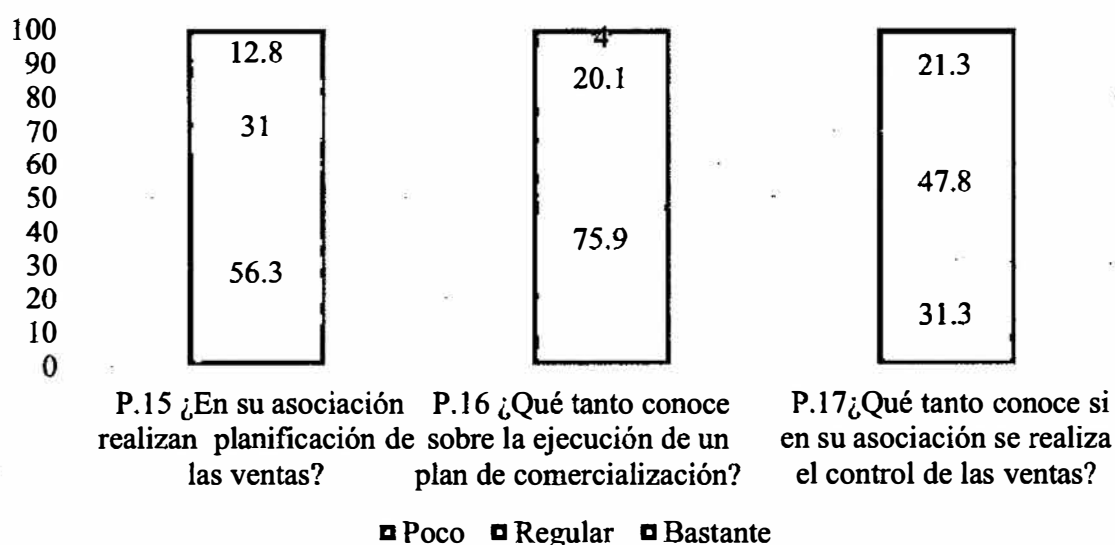 100
90
80
70
60
50
40
30
20
10
0
12.8
31
56.3
4
20.1
75.9
21.3
47.8
31.3
P.15 ¿En su asociación
realizan planificación de
las ventas?
P.16 ¿Qué tanto conoce
sobre la ejecución de un
plan de comercialización?
P.17¿Qué tanto conoce si
en su asociación se realiza
el control de las ventas?
Poco Regular Bastante